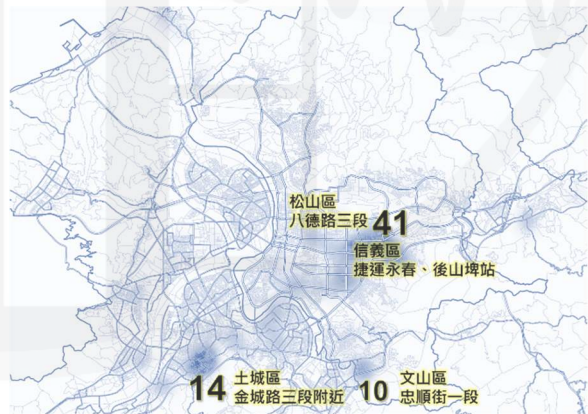 松山區
八德路三段 41
信義區
捷運永春、後山埤站
14 土城區
金城路三段附近
10 文山區
忠順街一段